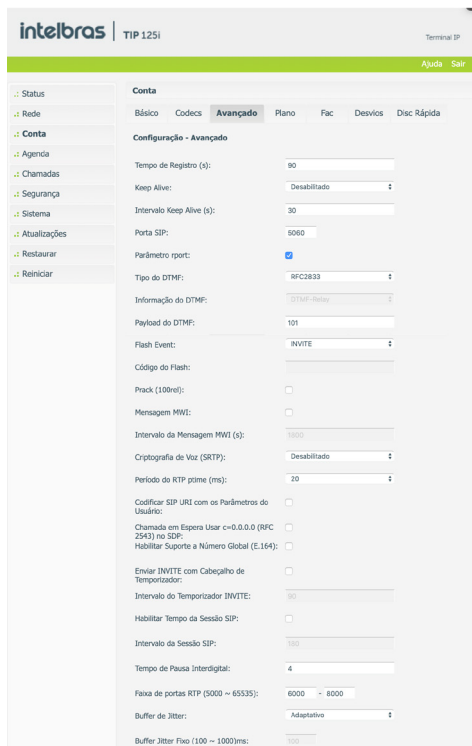 intelbras TIP 125i
Terminal IP
Ajuda Sair
.: Status
.: Rede
.: Conta
.: Agenda
.: Chamadas
.: Segurança
.: Sistema
.: Atualizações
.: Restaurar
.: Reiniciar
Conta
Básico Codecs Avançado Plano Fac Desvios Disc Rápida
Configuração - Avançado
Tempo de Registro (s): 90
Keep Alive: Desabilitado
Intervalo Keep Alive (s): 30
Porta SIP: 5060
Parâmetro rport:
Tipo do DTMF: RFC2833
Informação do DTMF: DTMF-Relay
Payload do DTMF: 101
Flash Event: INVITE
Código do Flash:
Prack (100rel):
Mensagem MWI:
Intervalo da Mensagem MWI (s): 1800
Criptografia de Voz (SRTP): Desabilitado
Período do RTP ptime (ms): 20
Codificar SIP URI com os Parâmetros do
Usuário:
Chamada em Espera Usar c=0.0.0.0 (RFC
2543) no SDP:
Habilitar Suporte a Número Global (E.164):
Enviar INVITE com Cabeçalho de
Temporizador:
Intervalo do Temporizador INVITE: 90
Habilitar Tempo da Sessão SIP:
Intervalo da Sessão SIP: 180
Tempo de Pausa Interdigital: 4
Faixa de portas RTP (5000 ~ 65535): 6000 - 8000
Buffer de Jitter: Adaptativo
Buffer Jitter Fixo (100 ~ 1000)ms: 100